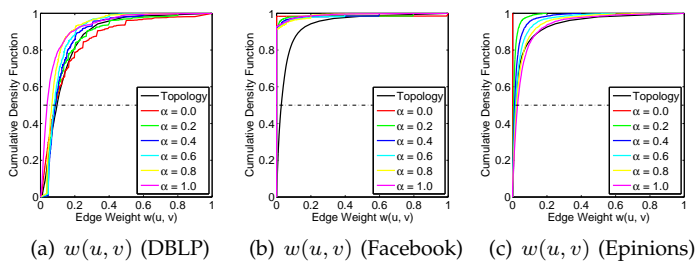 Cumulative Density Function
1
0.8
0.6
0.4
0.2
0
0 0.2 0.4 0.6 0.8 1
Edge Weight w(u, v)
Topology
α = 0.0
α = 0.2
α = 0.4
α = 0.6
α = 0.8
α = 1.0
(a) w(u, v) (DBLP)
Cumulative Density Function
1
0.8
0.6
0.4
0.2
0
0 0.2 0.4 0.6 0.8 1
Edge Weight w(u, v)
Topology
α = 0.0
α = 0.2
α = 0.4
α = 0.6
α = 0.8
α = 1.0
(b) w(u, v) (Facebook)
Cumulative Density Function
1
0.8
0.6
0.4
0.2
0
0 0.2 0.4 0.6 0.8 1
Edge Weight w(u, v)
Topology
α = 0.0
α = 0.2
α = 0.4
α = 0.6
α = 0.8
α = 1.0
(c) w(u, v) (Epinions)